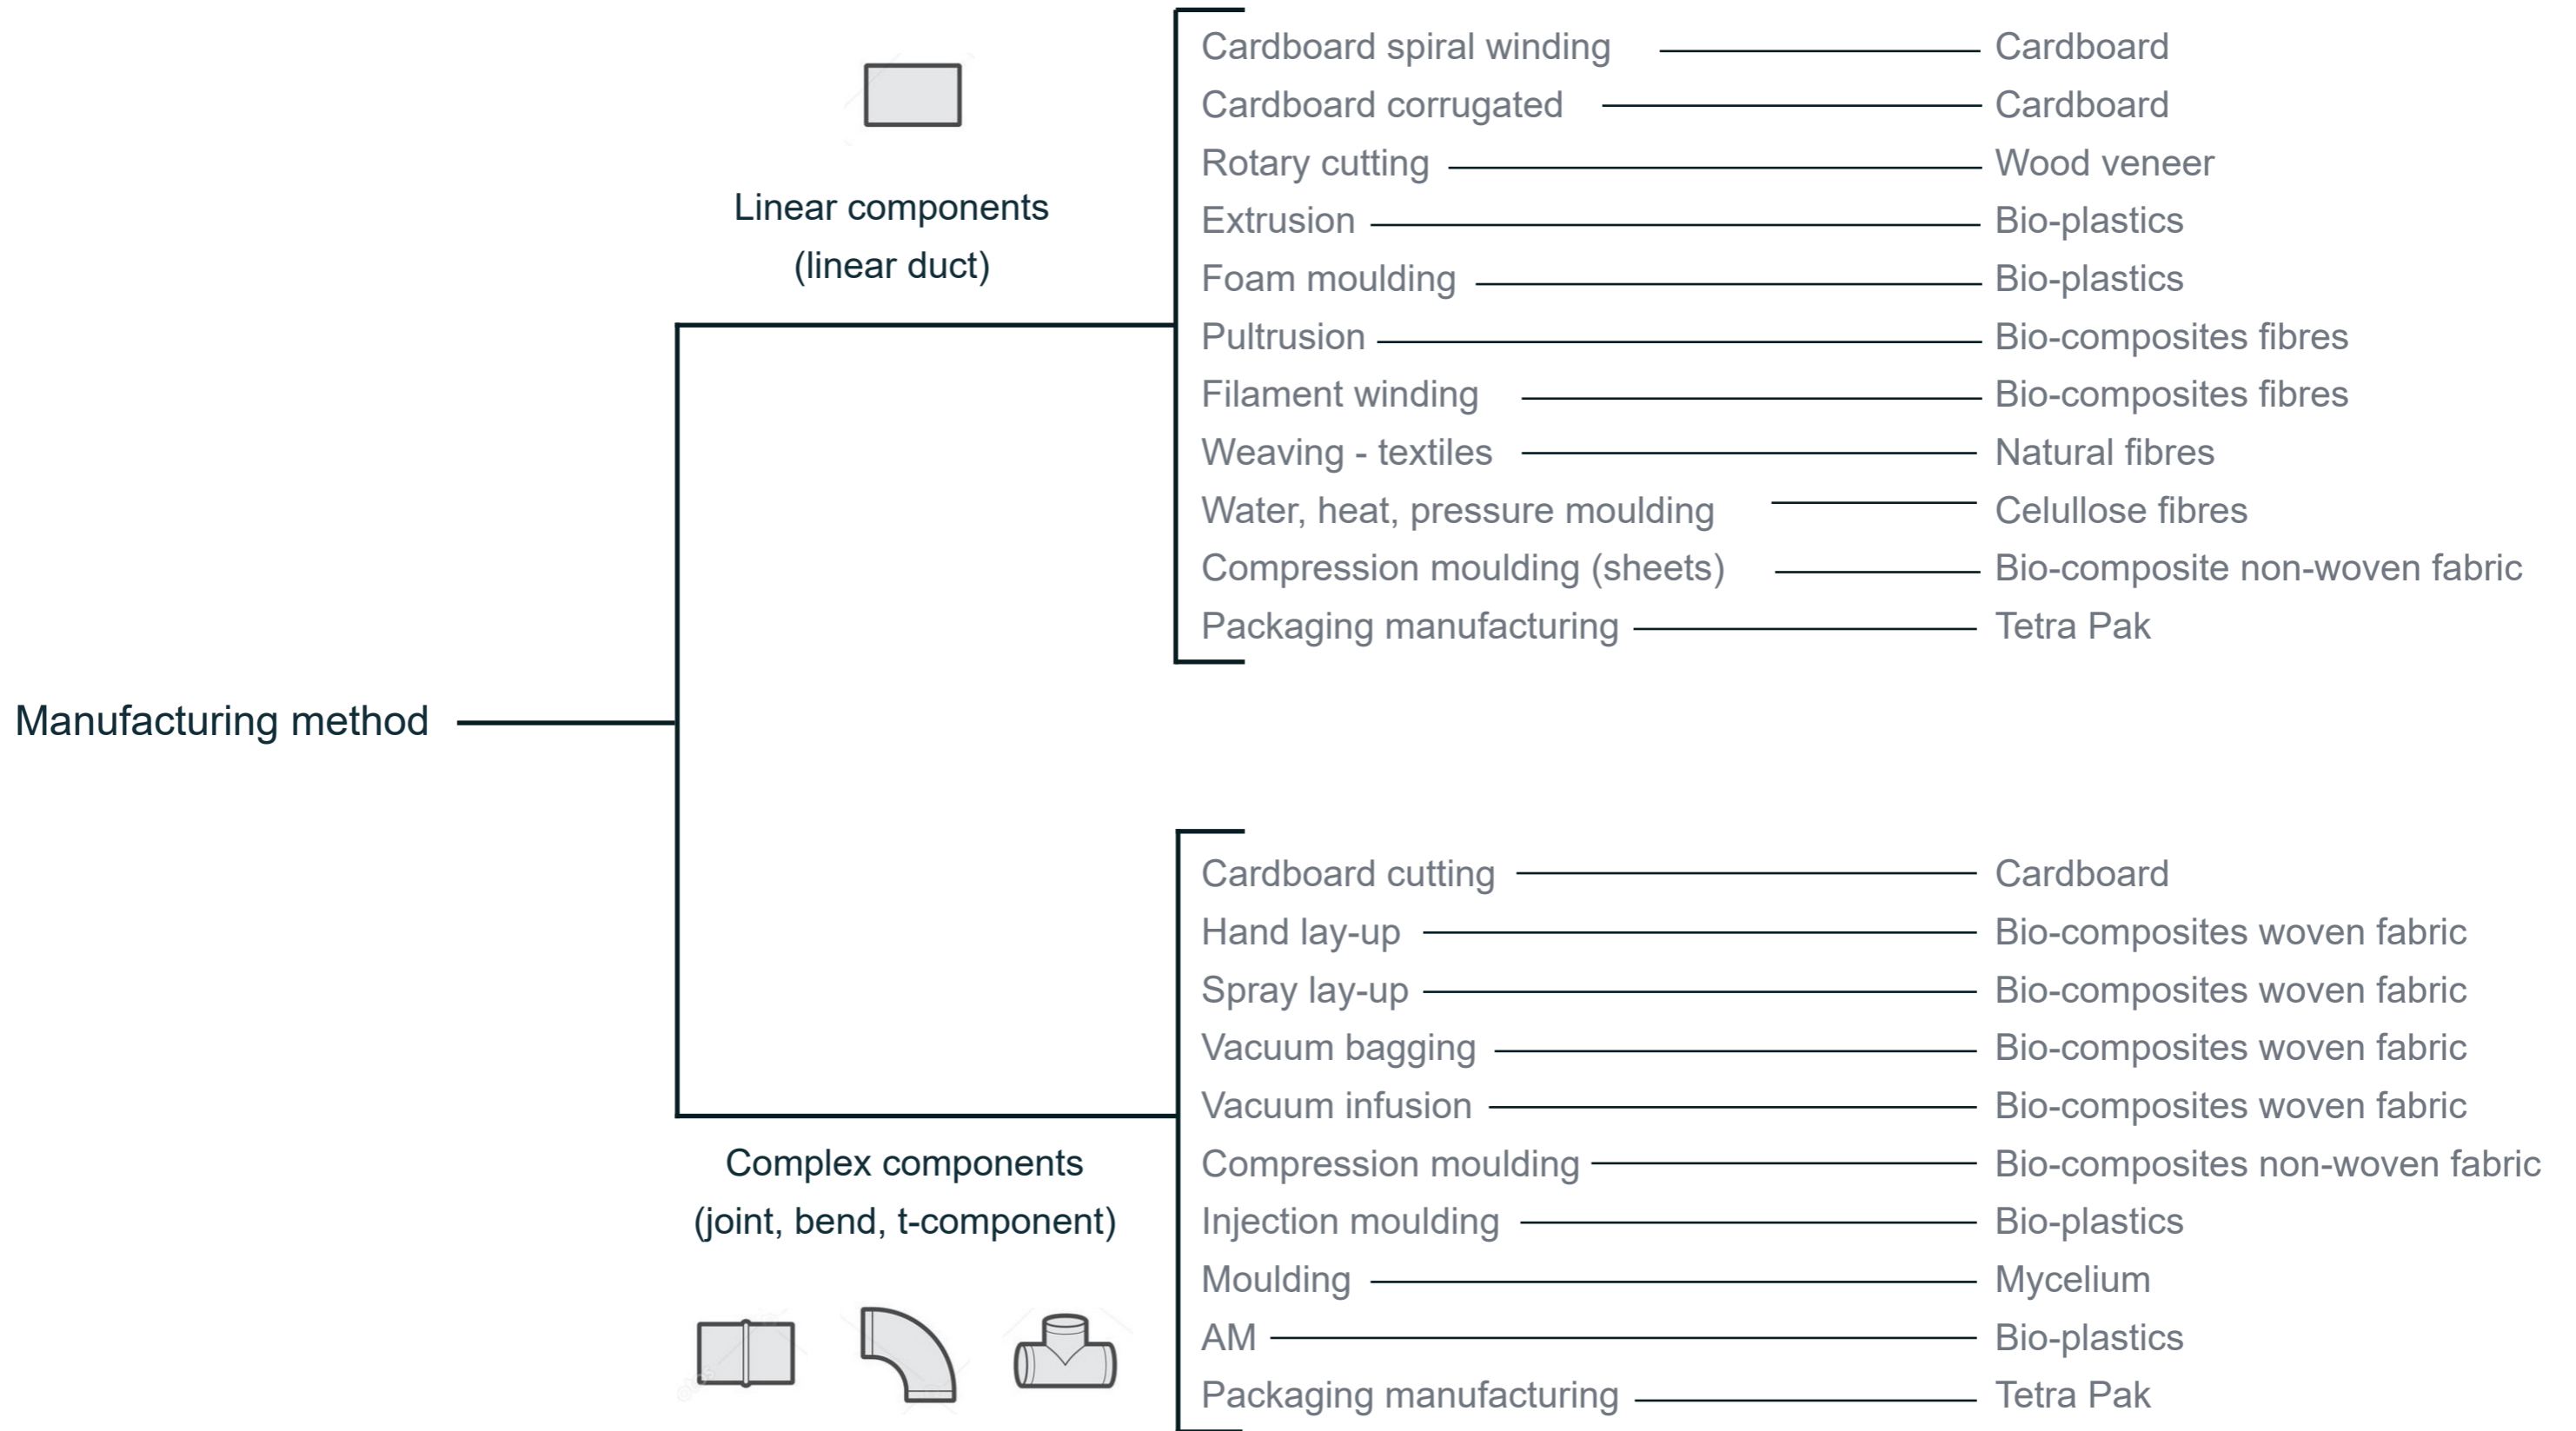 Cardboard spiral winding Cardboard
Cardboard corrugated Cardboard
Rotary cutting Wood veneer
Extrusion Bio-plastics
Foam moulding Bio-plastics
Pultrusion Bio-composites fibres
Filament winding Bio-composites fibres
Weaving - textiles Natural fibres
Water, heat, pressure moulding Celullose fibres
Compression moulding (sheets) Bio-composite non-woven fabric
Packaging manufacturing Tetra Pak
Linear components
(linear duct)
Manufacturing method
Cardboard cutting Cardboard
Hand lay-up Bio-composites woven fabric
Spray lay-up Bio-composites woven fabric
Vacuum bagging Bio-composites woven fabric
Vacuum infusion Bio-composites woven fabric
Compression moulding Bio-composites non-woven fabric
Injection moulding Bio-plastics
Moulding Mycelium
AM Bio-plastics
Packaging manufacturing Tetra Pak
Complex components
(joint, bend, t-component)